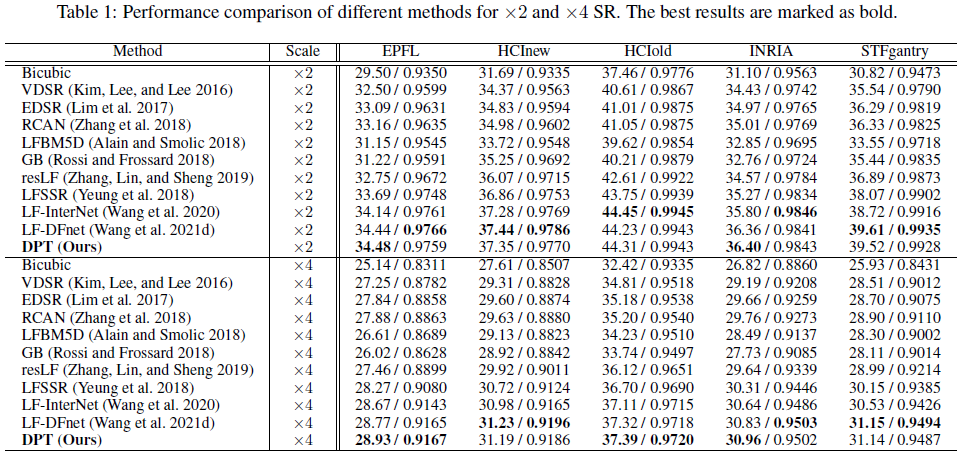 Table 1: Performance comparison of different methods for ×2 and ×4 SR. The best results are marked as bold.
Method Scale EPFL HCInew HCIold INRIA STFgantry
Bicubic ×2 29.50 / 0.9350 31.69 / 0.9335 37.46 / 0.9776 31.10 / 0.9563 30.82 / 0.9473
VDSR (Kim, Lee, and Lee 2016) ×2 32.50 / 0.9599 34.37 / 0.9563 40.61 / 0.9867 34.43 / 0.9742 35.54 / 0.9790
EDSR (Lim et al. 2017) ×2 33.09 / 0.9631 34.83 / 0.9594 41.01 / 0.9875 34.97 / 0.9765 36.29 / 0.9819
RCAN (Zhang et al. 2018) ×2 33.16 / 0.9635 34.98 / 0.9602 41.05 / 0.9875 35.01 / 0.9769 36.33 / 0.9825
LFBM5D (Alain and Smolic 2018) ×2 31.15 / 0.9545 33.72 / 0.9548 39.62 / 0.9854 32.85 / 0.9695 33.55 / 0.9718
GB (Rossi and Frossard 2018) ×2 31.22 / 0.9591 35.25 / 0.9692 40.21 / 0.9879 32.76 / 0.9724 35.44 / 0.9835
resLF (Zhang, Lin, and Sheng 2019) ×2 32.75 / 0.9672 36.07 / 0.9715 42.61 / 0.9922 34.57 / 0.9784 36.89 / 0.9873
LFSSR (Yeung et al. 2018) ×2 33.69 / 0.9748 36.86 / 0.9753 43.75 / 0.9939 35.27 / 0.9834 38.07 / 0.9902
LF-InterNet (Wang et al. 2020) ×2 34.14 / 0.9761 37.28 / 0.9769 44.45 / 0.9945 35.80 / 0.9846 38.72 / 0.9916
LF-DFnet (Wang et al. 2021d) ×2 34.44 / 0.9766 37.44 / 0.9786 44.23 / 0.9943 36.36 / 0.9841 39.61 / 0.9935
DPT (Ours) ×2 34.48 / 0.9759 37.35 / 0.9770 44.31 / 0.9943 36.40 / 0.9843 39.52 / 0.9928
Bicubic ×4 25.14 / 0.8311 27.61 / 0.8507 32.42 / 0.9335 26.82 / 0.8860 25.93 / 0.8431
VDSR (Kim, Lee, and Lee 2016) ×4 27.25 / 0.8782 29.31 / 0.8828 34.81 / 0.9518 29.19 / 0.9208 28.51 / 0.9012
EDSR (Lim et al. 2017) ×4 27.84 / 0.8858 29.60 / 0.8874 35.18 / 0.9538 29.66 / 0.9259 28.70 / 0.9075
RCAN (Zhang et al. 2018) ×4 27.88 / 0.8863 29.63 / 0.8880 35.20 / 0.9540 29.76 / 0.9273 28.90 / 0.9110
LFBM5D (Alain and Smolic 2018) ×4 26.61 / 0.8689 29.13 / 0.8823 34.23 / 0.9510 28.49 / 0.9137 28.30 / 0.9002
GB (Rossi and Frossard 2018) ×4 26.02 / 0.8628 28.92 / 0.8842 33.74 / 0.9497 27.73 / 0.9085 28.11 / 0.9014
resLF (Zhang, Lin, and Sheng 2019) ×4 27.46 / 0.8899 29.92 / 0.9011 36.12 / 0.9651 29.64 / 0.9339 28.99 / 0.9214
LFSSR (Yeung et al. 2018) ×4 28.27 / 0.9080 30.72 / 0.9124 36.70 / 0.9690 30.31 / 0.9446 30.15 / 0.9385
LF-InterNet (Wang et al. 2020) ×4 28.67 / 0.9143 30.98 / 0.9165 37.11 / 0.9715 30.64 / 0.9486 30.53 / 0.9426
LF-DFnet (Wang et al. 2021d) ×4 28.77 / 0.9165 31.23 / 0.9196 37.32 / 0.9718 30.83 / 0.9503 31.15 / 0.9494
DPT (Ours) ×4 28.93 / 0.9167 31.19 / 0.9186 37.39 / 0.9720 30.96 / 0.9502 31.14 / 0.9487